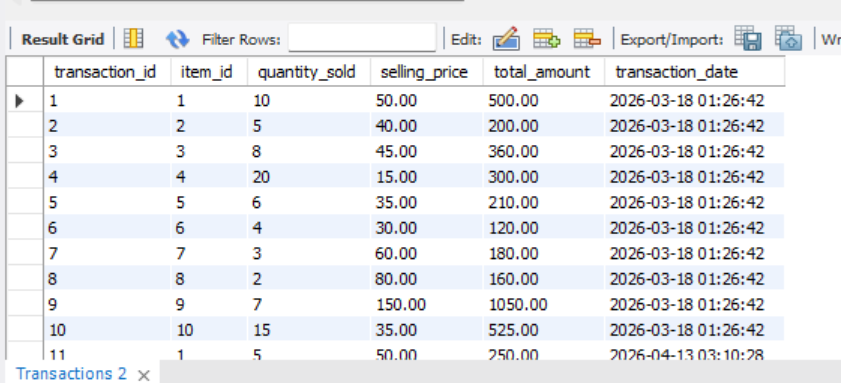 Result Grid Filter Rows: Edit: Export/Import: Wr
transaction_id item_id quantity_sold selling_price total_amount transaction_date
1 1 10 50.00 500.00 2026-03-18 01:26:42
2 2 5 40.00 200.00 2026-03-18 01:26:42
3 3 8 45.00 360.00 2026-03-18 01:26:42
4 4 20 15.00 300.00 2026-03-18 01:26:42
5 5 6 35.00 210.00 2026-03-18 01:26:42
6 6 4 30.00 120.00 2026-03-18 01:26:42
7 7 3 60.00 180.00 2026-03-18 01:26:42
8 8 2 80.00 160.00 2026-03-18 01:26:42
9 9 7 150.00 1050.00 2026-03-18 01:26:42
10 10 15 35.00 525.00 2026-03-18 01:26:42
11 1 5 50.00 250.00 2026-04-13 03:10:28
Transactions 2